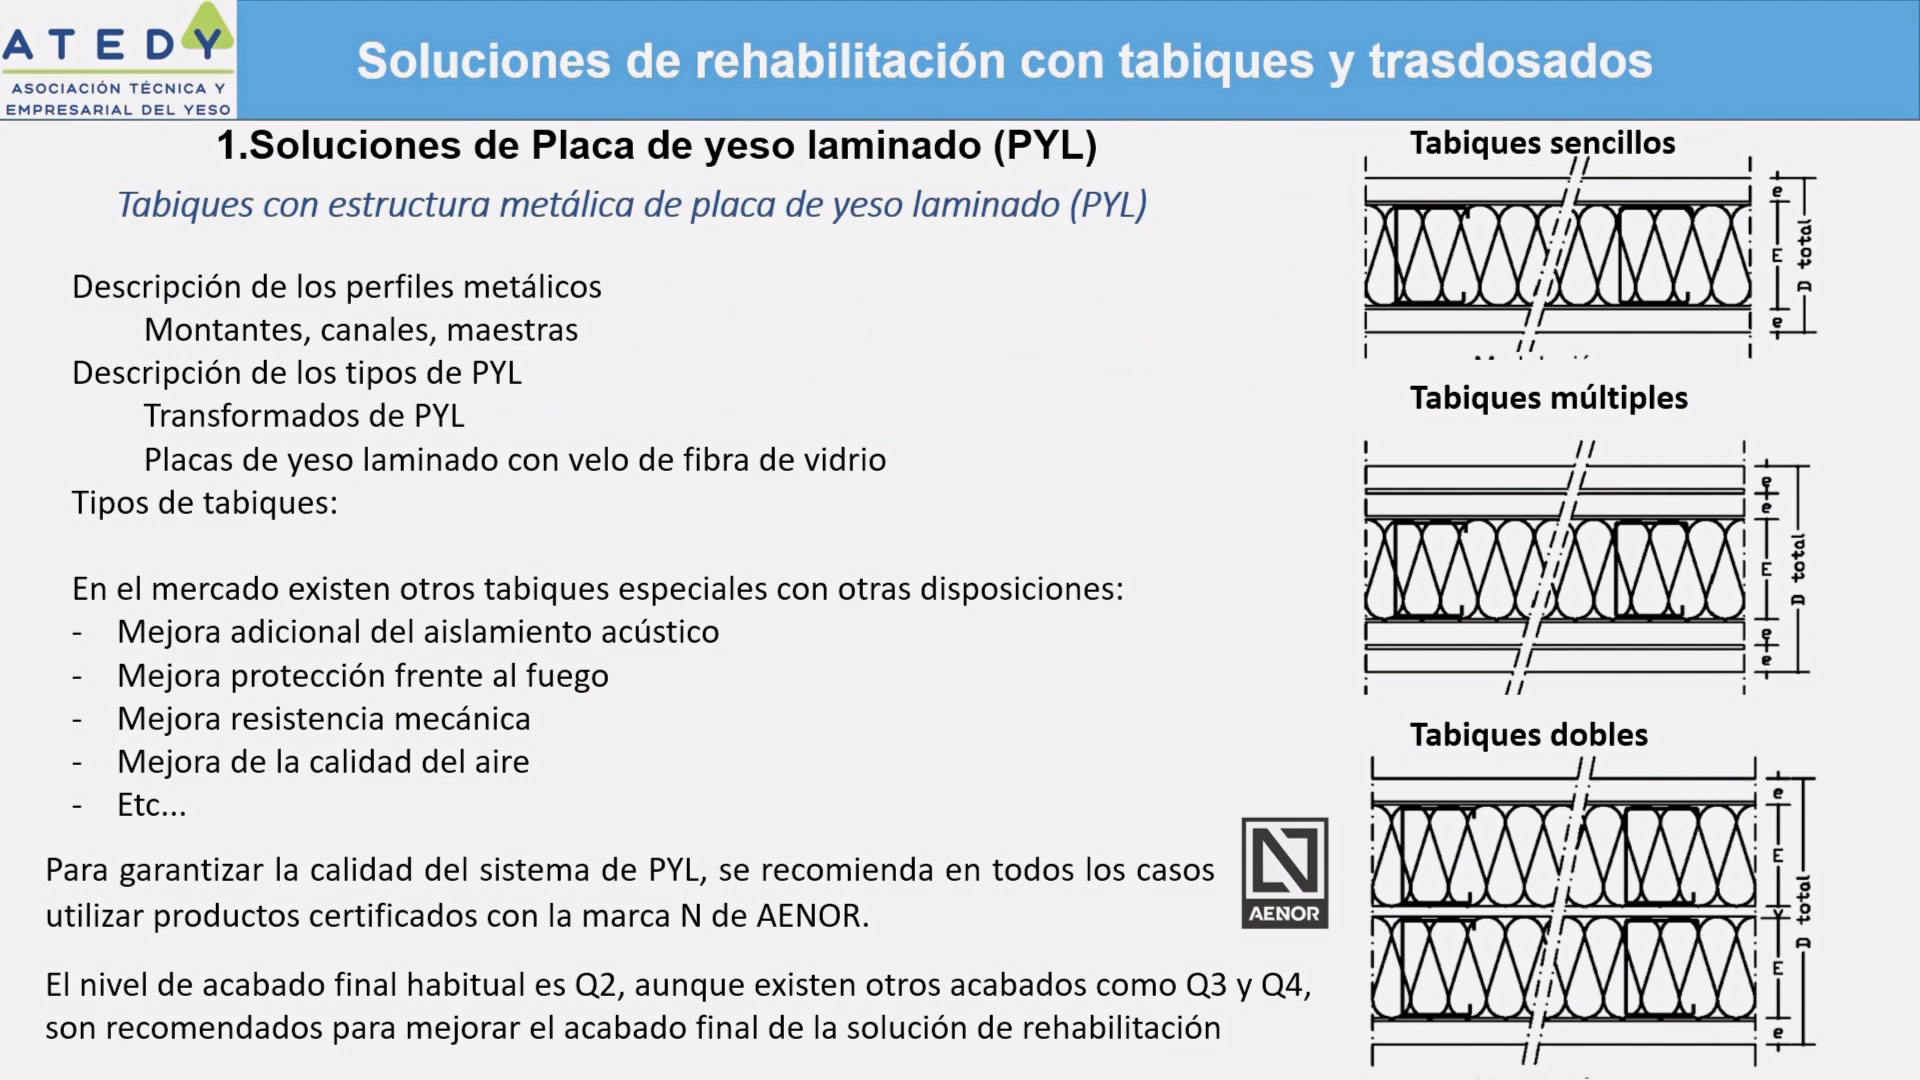 ATEDY
ASOCIACIÓN TÉCNICA Y
EMPRESARIAL DEL YESO
Soluciones de rehabilitación con tabiques y trasdosados
1.Soluciones de Placa de yeso laminado (PYL)
Tabiques con estructura metálica de placa de yeso laminado (PYL)
Descripción de los perfiles metálicos
Montantes, canales, maestras
Descripción de los tipos de PYL
Transformados de PYL
Placas de yeso laminado con velo de fibra de vidrio
Tipos de tabiques:
En el mercado existen otros tabiques especiales con otras disposiciones:
- Mejora adicional del aislamiento acústico
- Mejora protección frente al fuego
- Mejora resistencia mecánica
- Mejora de la calidad del aire
- Etc...
Para garantizar la calidad del sistema de PYL, se recomienda en todos los casos
utilizar productos certificados con la marca N de AENOR.
AENOR
El nivel de acabado final habitual es Q2, aunque existen otros acabados como Q3 y Q4,
son recomendados para mejorar el acabado final de la solución de rehabilitación
Tabiques sencillos
e
E
e
D total
Tabiques múltiples
e
e
E
e
e
D total
Tabiques dobles
e
E
E
e
D total